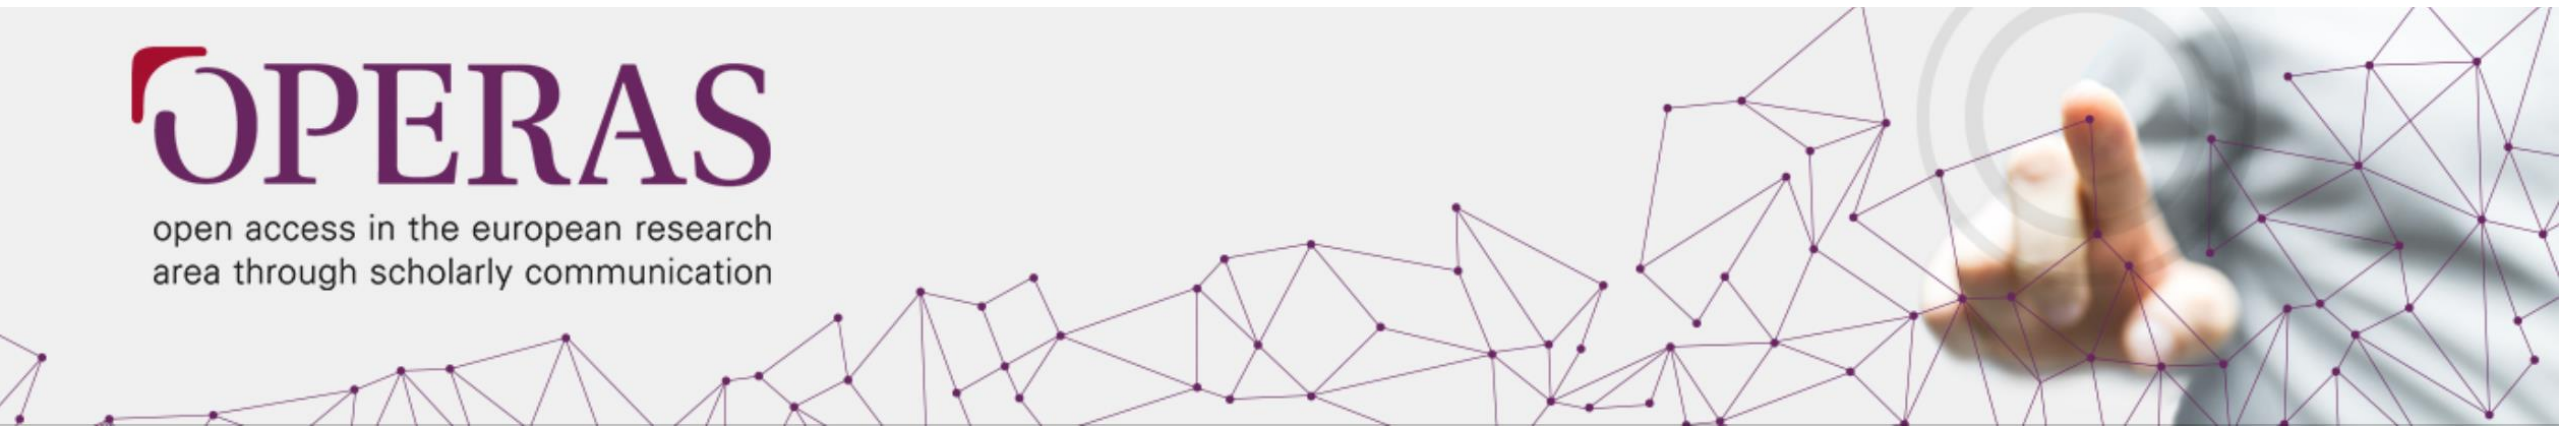 OPERAS
open access in the european research
area through scholarly communication